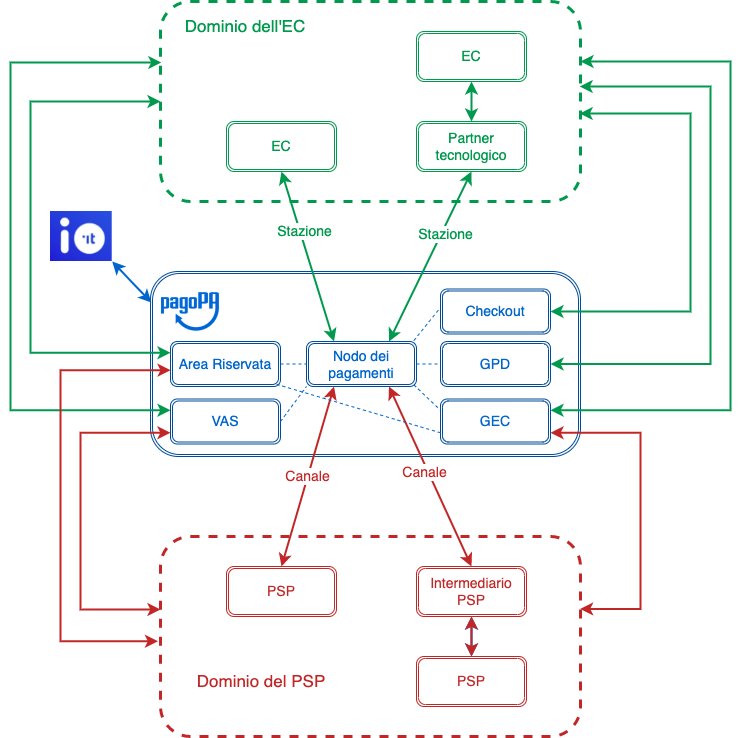 Dominio dell'EC
EC
EC
Partner
tecnologico
Stazione
Stazione
io
it
pagoPA
Checkout
Area Riservata
Nodo dei
pagamenti
GPD
VAS
GEC
Canale
Canale
PSP
Intermediario
PSP
Dominio del PSP
PSP